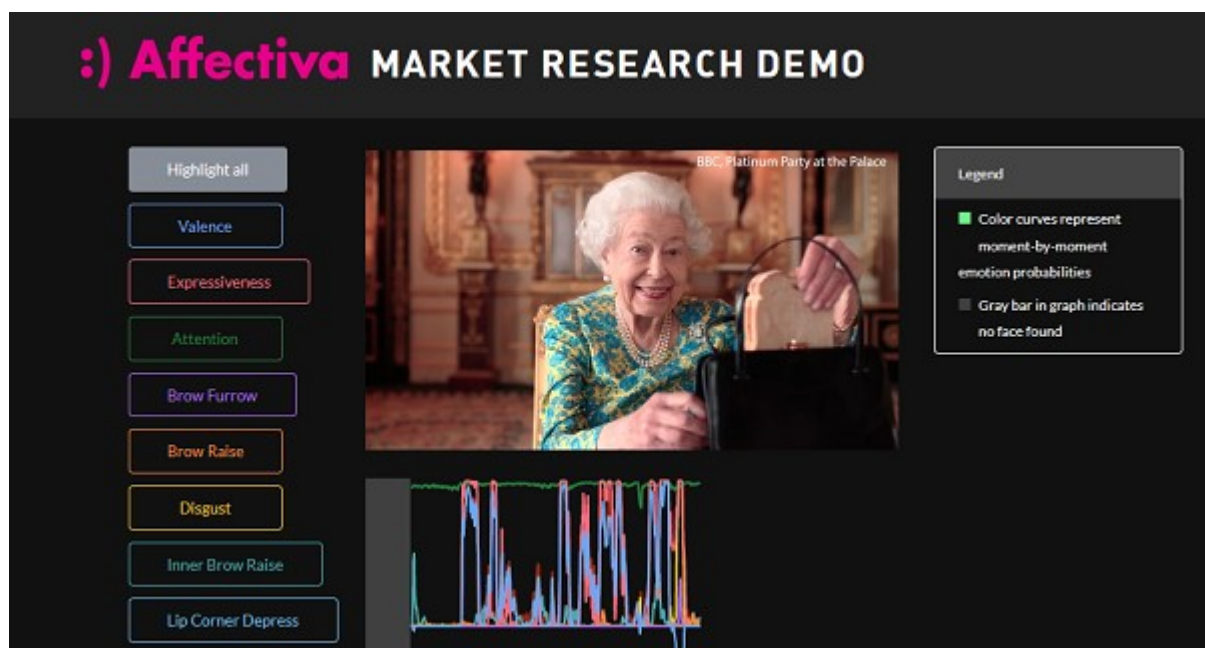 :) Affectiva MARKET RESEARCH DEMO
Highlight all
Valence
Expressiveness
Attention
Brow Furrow
Brow Raise
Disgust
Inner Brow Raise
Lip Corner Depress
BBC, Platinum Party at the Palace
Legend
Color curves represent
moment-by-moment
emotion probabilities
Gray bar in graph indicates
no face found